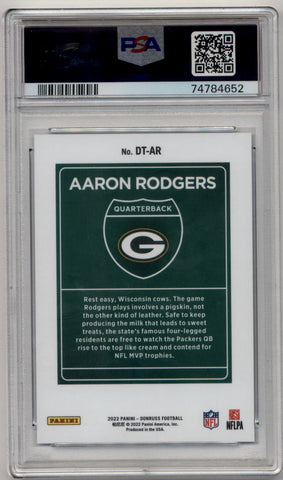 PSA
74784652
No. DT-AR
AARON RODGERS
QUARTERBACK
G
Rest easy, Wisconsin cows. The game
Rodgers plays involves a pigskin, not
the other kind of leather. Safe to keep
producing the milk that leads to sweet
treats, the state's famous four-legged
residents are free to watch the Packers QB
rise to the top like cream and contend for
NFL MVP trophies.
PANINI
2022 PANINI – DONRUSS FOOTBALL
© 2022 Panini America, Inc.
Produced in the USA.
NFL
NFLPA